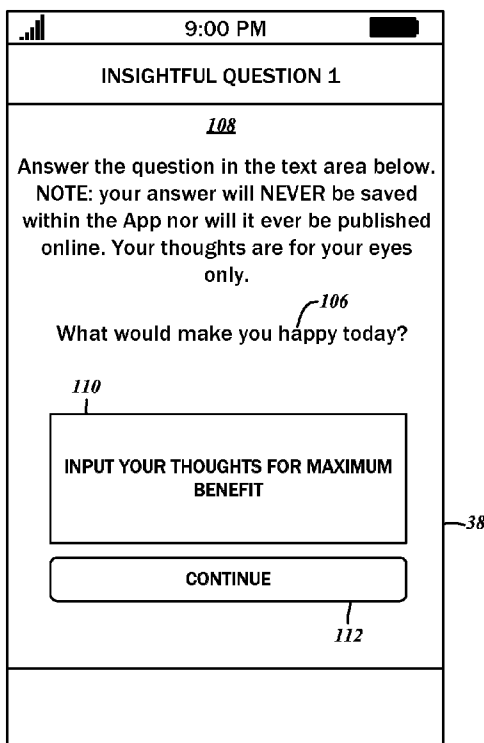 9:00 PM
INSIGHTFUL QUESTION 1
108
Answer the question in the text area below.
NOTE: your answer will NEVER be saved
within the App nor will it ever be published
online. Your thoughts are for your eyes
only.
106
What would make you happy today?
110
INPUT YOUR THOUGHTS FOR MAXIMUM
BENEFIT
38
CONTINUE
112